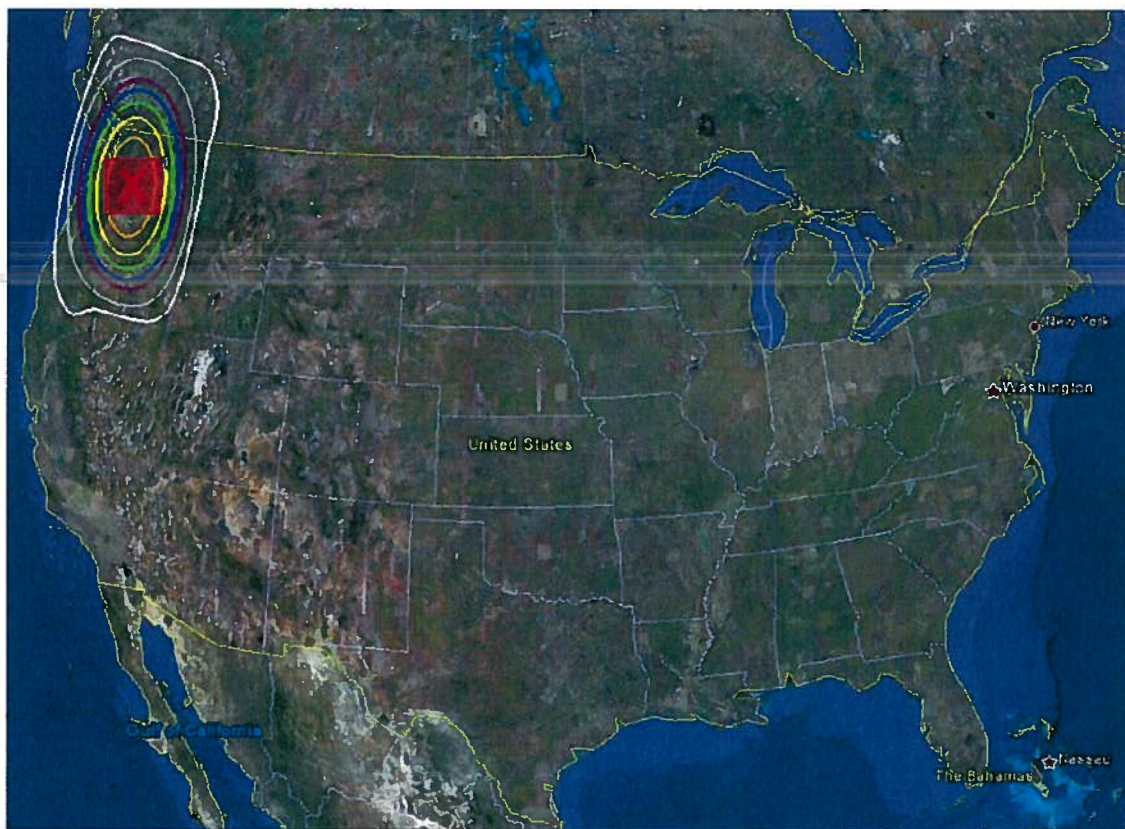 New York
Washington
United States
Gulf of California
Nassau
The Bahamas